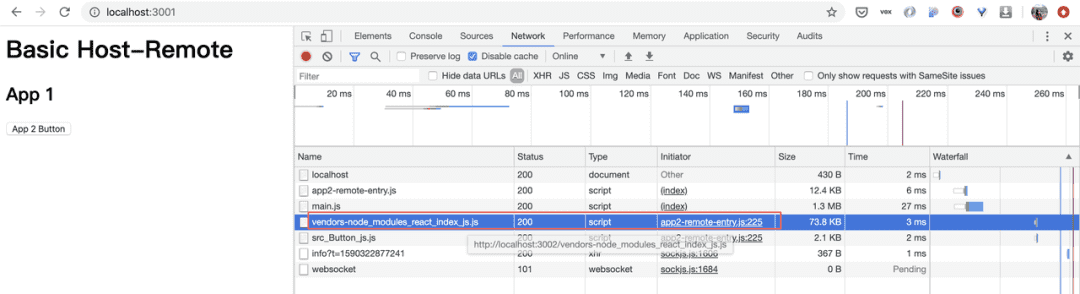 localhost:3001
vex
Basic Host-Remote
App 1
App 2 Button
Elements Console Sources Network Performance Memory Application Security Audits
Preserve log Disable cache Online
Filter Hide data URLs All XHR JS CSS Img Media Font Doc WS Manifest Other Only show requests with SameSite issues
20 ms 40 ms 60 ms 80 ms 100 ms 120 ms 140 ms 160 ms 180 ms 200 ms 220 ms 240 ms 260 ms
Name Status Type Initiator Size Time Waterfall
localhost 200 document Other 430 B 2 ms
app2-remote-entry.js 200 script (index) 12.4 KB 6 ms
main.js 200 script (index) 1.3 MB 27 ms
vendors-node_modules_react_index_js.js 200 script app2-remote-entry.js:225 73.8 KB 3 ms
src_Button_js.js 200 script app2-remote-entry.js:225 2.1 KB 2 ms
http://localhost:3002/vendors-node_modules_react_index_js.js
info?t=1590322877241 200 xhr sockjs.js:1606 367 B 1 ms
websocket 101 websocket sockjs.js:1684 0 B Pending